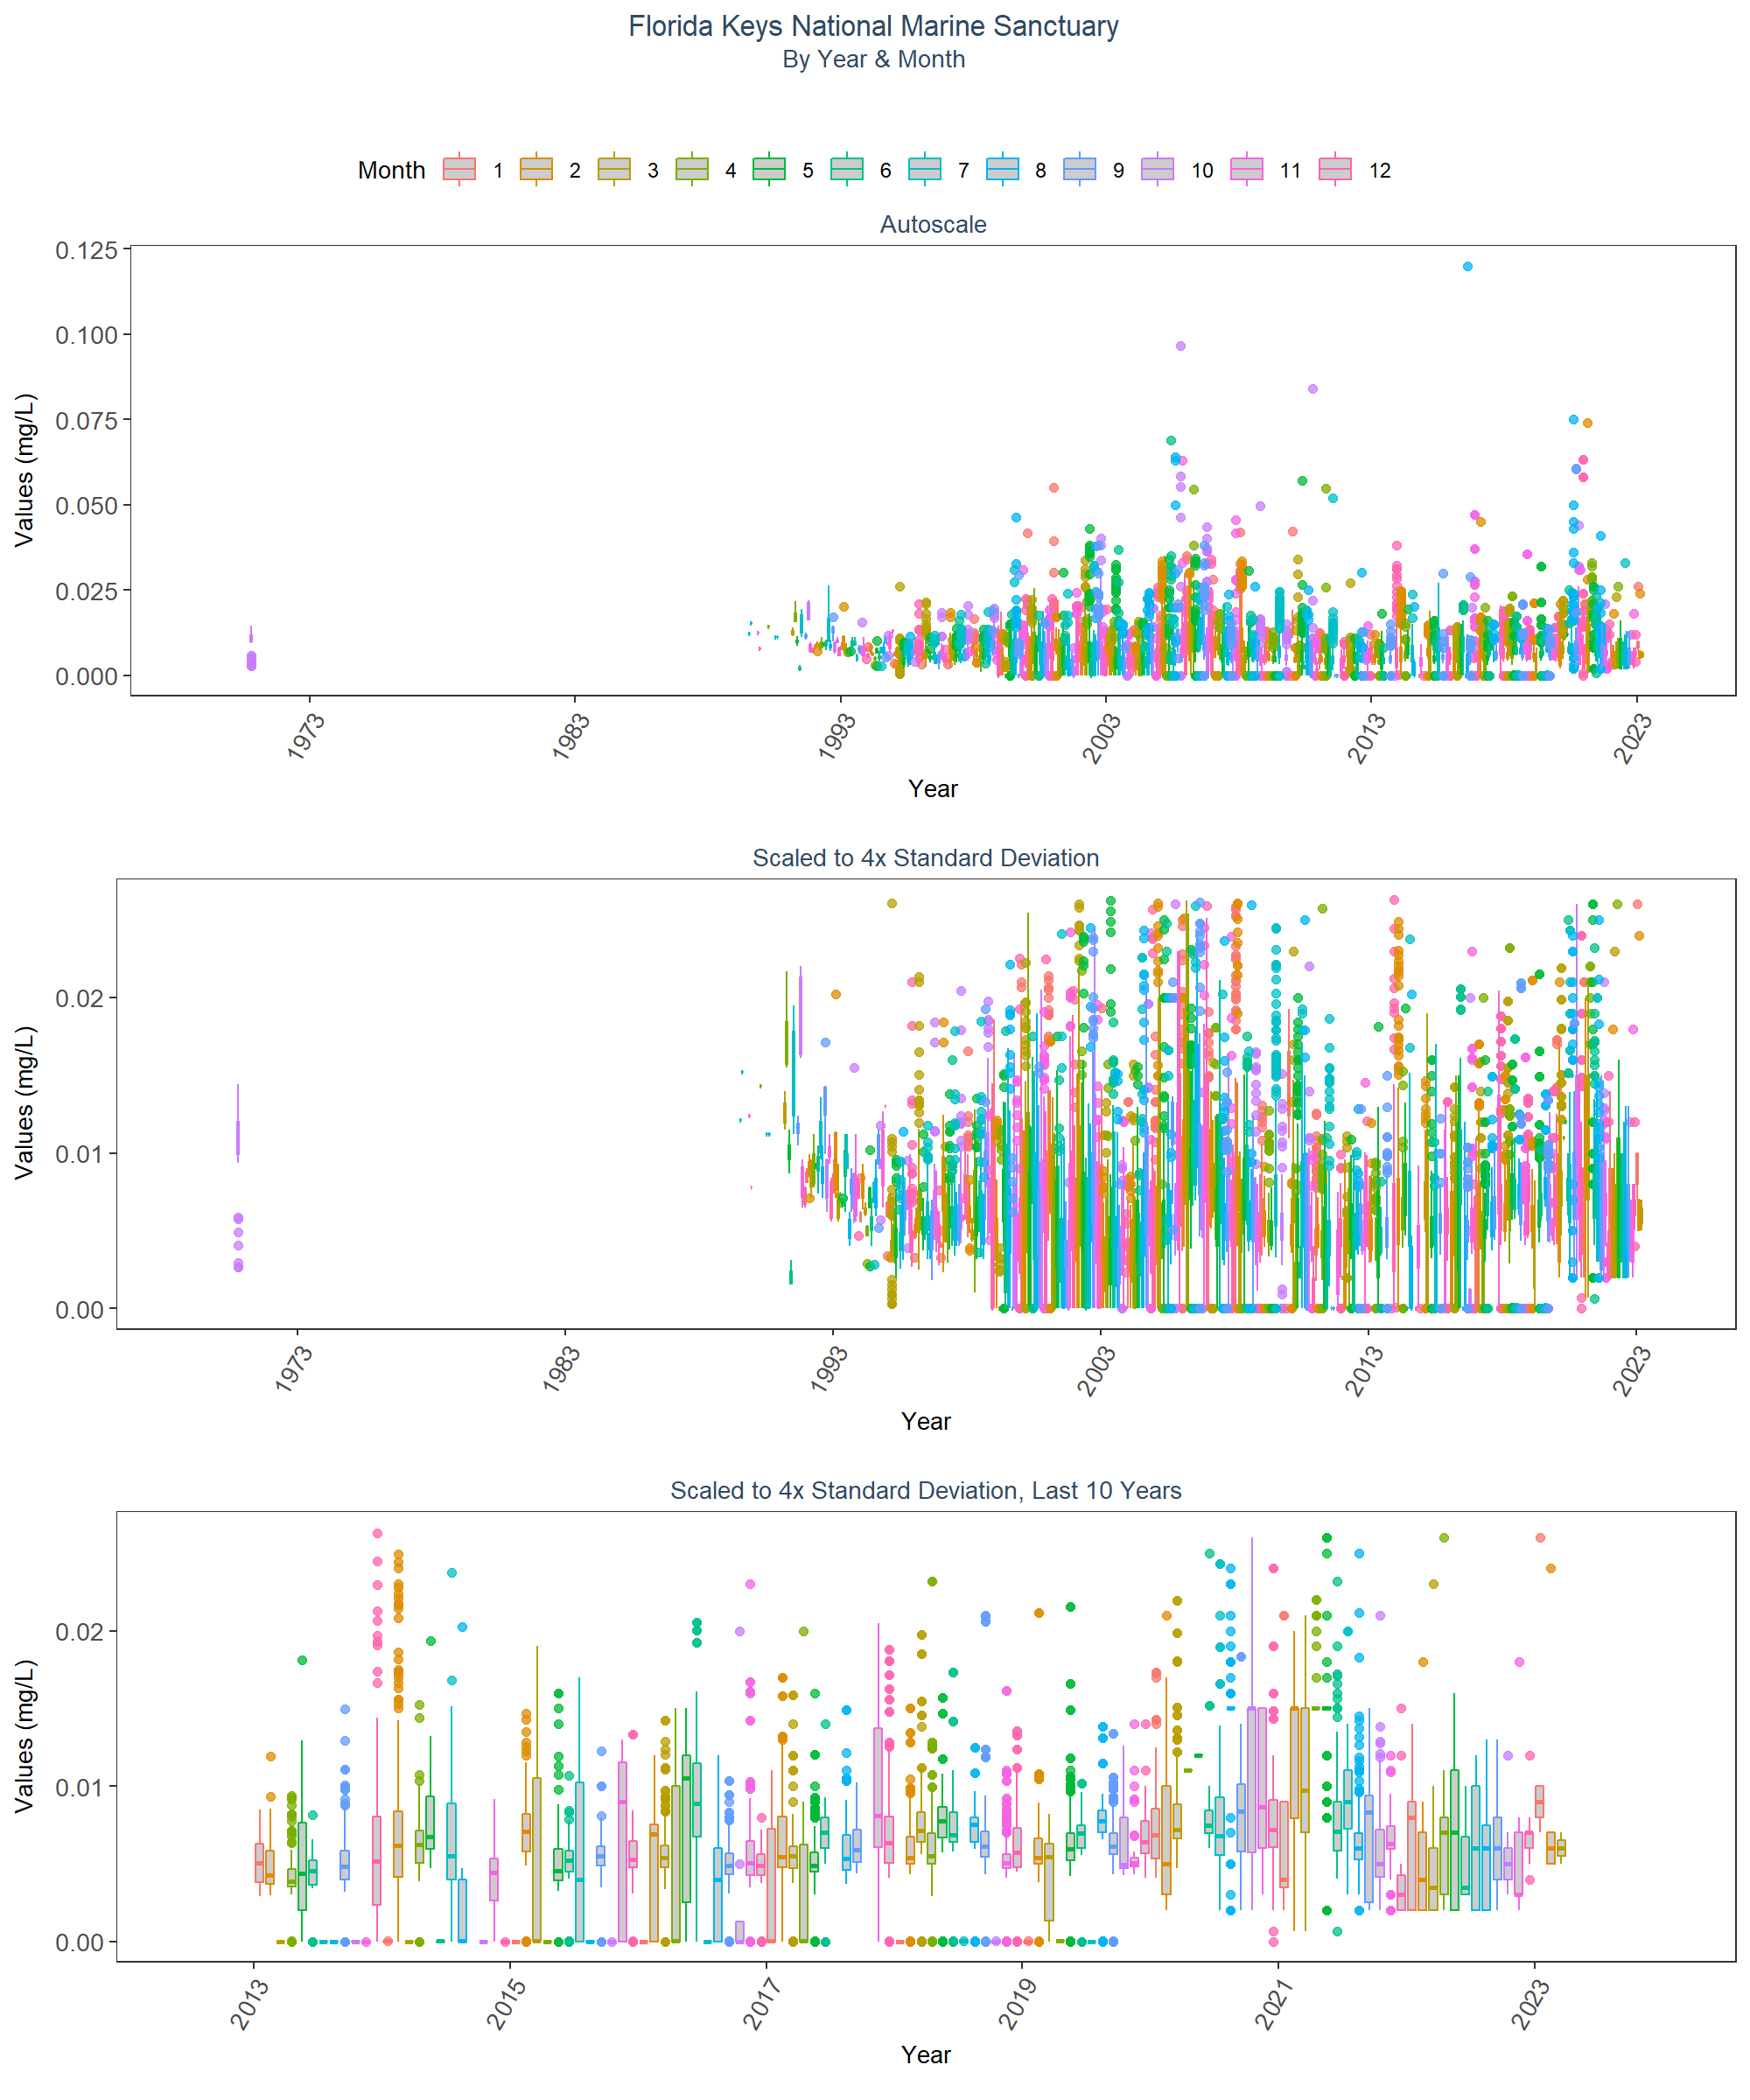 Florida Keys National Marine Sanctuary
By Year & Month
Month 1 2 3 4 5 6 7 8 9 10 11 12
Autoscale
0.125
0.100
0.075
0.050
0.025
0.000
Values (mg/L)
1973 1983 1993 2003 2013 2023
Year
Scaled to 4x Standard Deviation
0.02
0.01
0.00
Values (mg/L)
1973 1983 1993 2003 2013 2023
Year
Scaled to 4x Standard Deviation, Last 10 Years
0.02
0.01
0.00
Values (mg/L)
2013 2015 2017 2019 2021 2023
Year